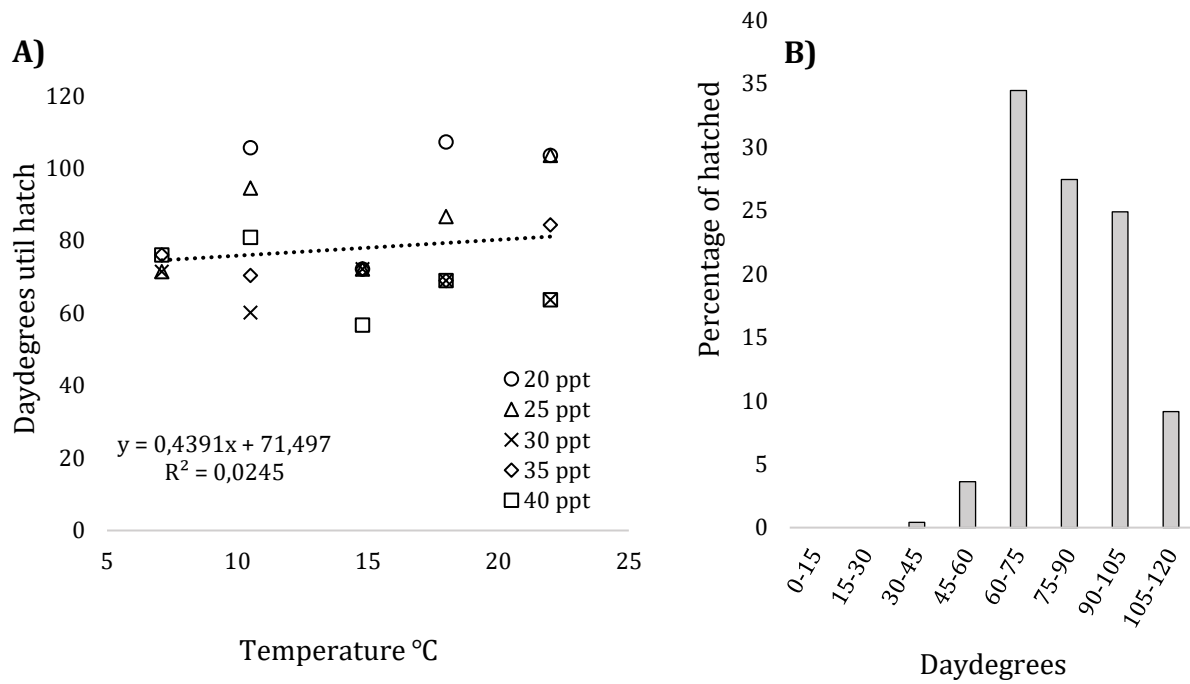 A)
Daydegrees util hatch
120
100
80
60
40
20
0
20 ppt
25 ppt
30 ppt
35 ppt
40 ppt
y = 0,4391x + 71,497
R² = 0,0245
5
10
15
20
25
Temperature °C
B)
Percentage of hatched
40
35
30
25
20
15
10
5
0
0-15
15-30
30-45
45-60
60-75
75-90
90-105
105-120
Daydegrees